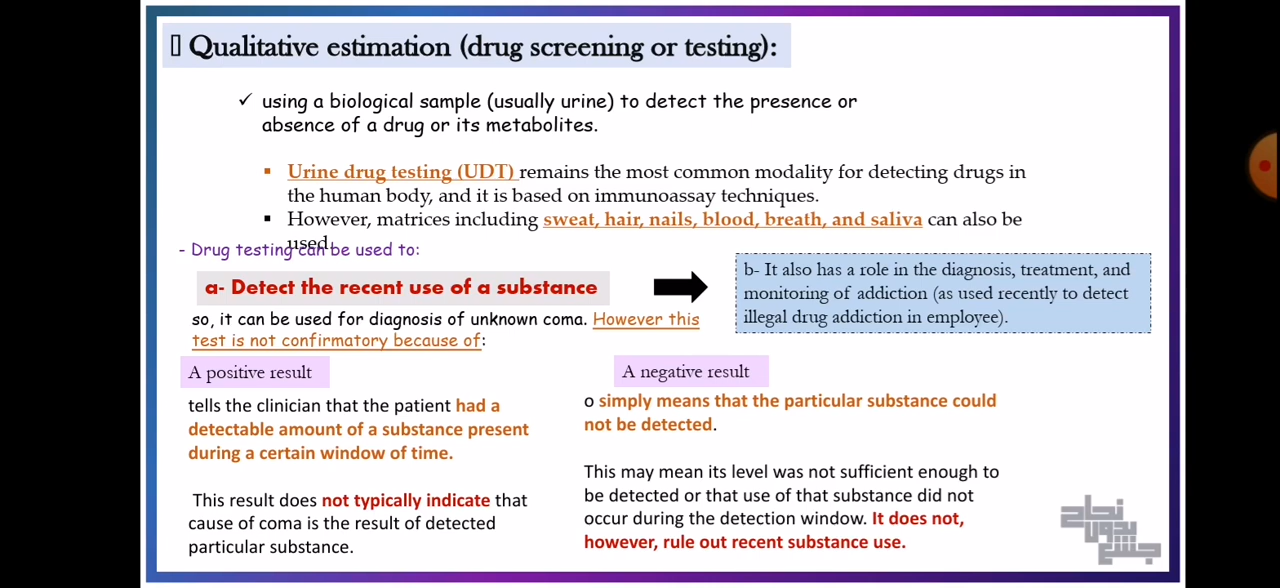 ▯ Qualitative estimation (drug screening or testing):
✓ using a biological sample (usually urine) to detect the presence or
absence of a drug or its metabolites.
▪ Urine drug testing (UDT) remains the most common modality for detecting drugs in
the human body, and it is based on immunoassay techniques.
▪ However, matrices including sweat, hair, nails, blood, breath, and saliva can also be
used.
- Drug testing can be used to:
a- Detect the recent use of a substance
so, it can be used for diagnosis of unknown coma. However this
test is not confirmatory because of:
b- It also has a role in the diagnosis, treatment, and
monitoring of addiction (as used recently to detect
illegal drug addiction in employee).
A positive result
tells the clinician that the patient had a
detectable amount of a substance present
during a certain window of time.
This result does not typically indicate that
cause of coma is the result of detected
particular substance.
A negative result
o simply means that the particular substance could
not be detected.
This may mean its level was not sufficient enough to
be detected or that use of that substance did not
occur during the detection window. It does not,
however, rule out recent substance use.
نجاح
بدون
جشع